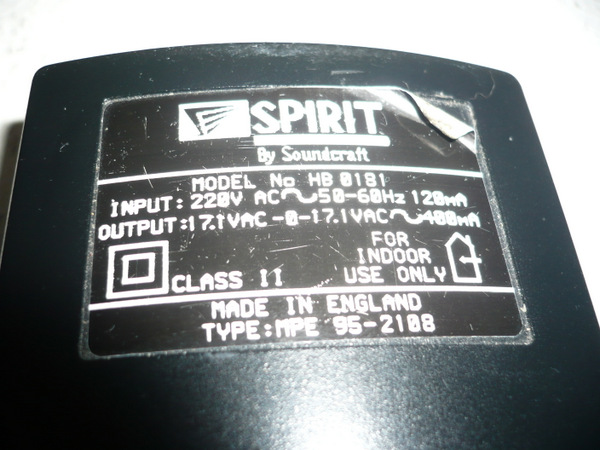 SPIRIT
By Soundcraft
MODEL No HB 0181
INPUT: 220V AC∿50-60Hz 120mA
OUTPUT:17.1VAC -0-17.1VAC∿400mA
CLASS II
FOR
INDOOR
USE ONLY
MADE IN ENGLAND
TYPE:MPE 95-2108